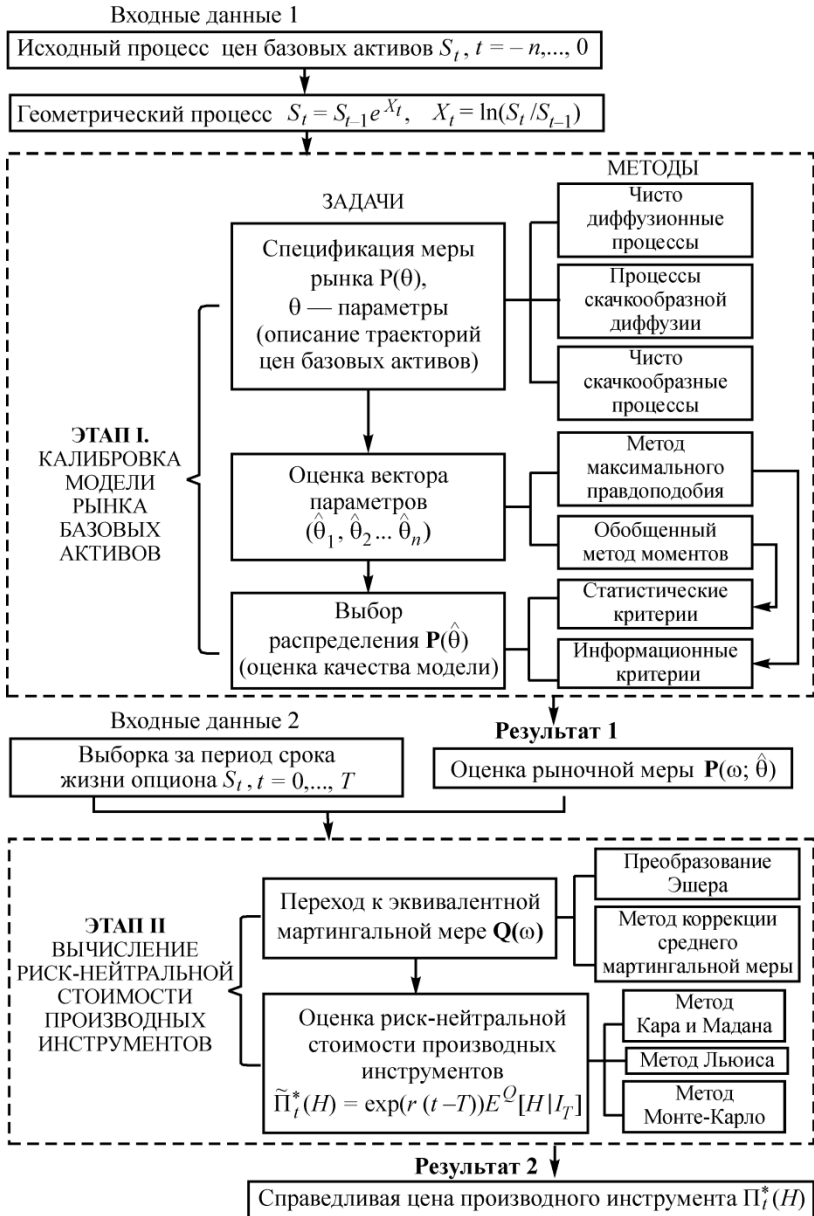 Входные данные 1
Исходный процесс цен базовых активов S_t, t = – n,..., 0
Геометрический процесс S_t = S_{t–1}e^{X_t}, X_t = ln(S_t /S_{t–1})
МЕТОДЫ
ЗАДАЧИ
Спецификация меры
рынка P(θ),
θ — параметры
(описание траекторий
цен базовых активов)
Чисто
диффузионные
процессы
Процессы
скачкообразной
диффузии
Чисто
скачкообразные
процессы
ЭТАП I.
КАЛИБРОВКА
МОДЕЛИ
РЫНКА
БАЗОВЫХ
АКТИВОВ
Оценка вектора
параметров
(θ̂_1, θ̂_2 ... θ̂_n)
Метод
максимального
правдоподобия
Обобщенный
метод моментов
Выбор
распределения P(θ̂)
(оценка качества модели)
Статистические
критерии
Информационные
критерии
Входные данные 2
Выборка за период срока
жизни опциона S_t, t = 0,..., T
Результат 1
Оценка рыночной меры P(ω; θ̂)
ЭТАП II
ВЫЧИСЛЕНИЕ
РИСК-НЕЙТРАЛЬНОЙ
СТОИМОСТИ
ПРОИЗВОДНЫХ
ИНСТРУМЕНТОВ
Переход к эквивалентной
мартингальной мере Q(ω)
Преобразование
Эшера
Метод коррекции
среднего
мартингальной меры
Оценка риск-нейтральной
стоимости производных
инструментов
Π̃*_t(H) = exp(r (t –T))E^Q[H|I_T]
Метод
Кара и Мадана
Метод Льюиса
Метод
Монте-Карло
Результат 2
Справедливая цена производного инструмента Π*_t(H)